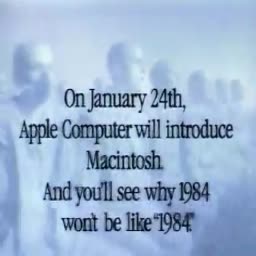 On January 24th,
Apple Computer will introduce
Macintosh.
And you'll see why 1984
won't be like "1984."